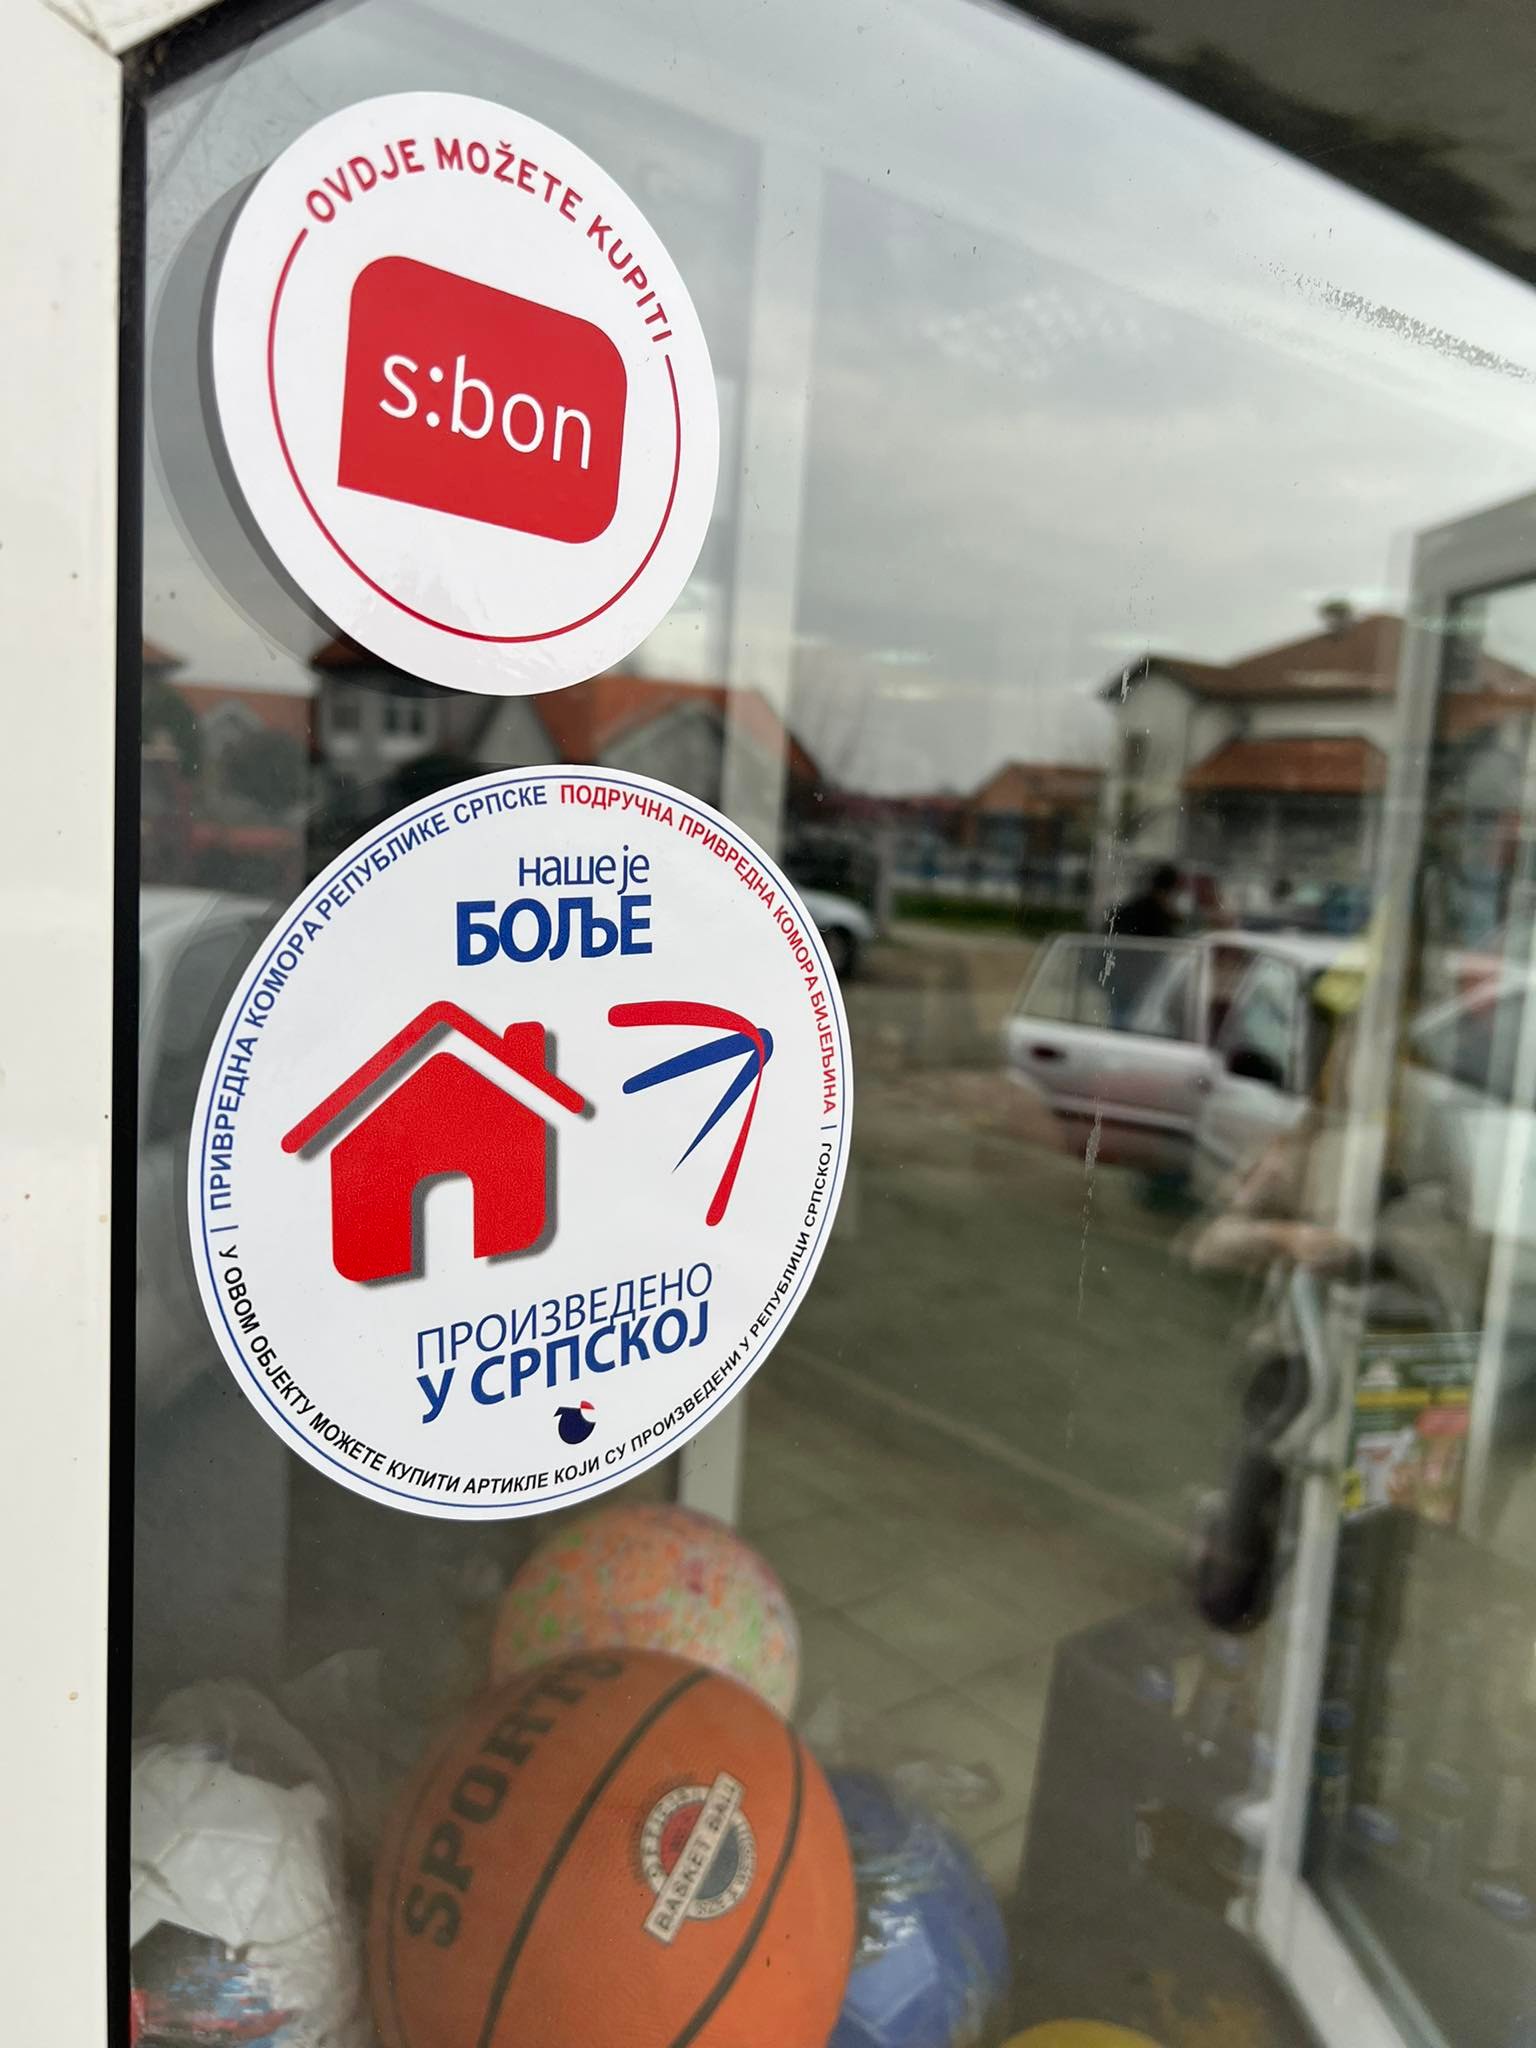 OVDJE MOŽETE KUPITI
s:bon
ПРИВРЕДНА КОМОРА РЕПУБЛИКЕ СРПСКЕ ПОДРУЧНА ПРИВРЕДНА КОМОРА БИЈЕЉИНА
наше је
БОЉЕ
ПРОИЗВЕДЕНО
У СРПСКОЈ
У ОВОМ ОБЈЕКТУ МОЖЕТЕ КУПИТИ АРТИКЛЕ КОЈИ СУ ПРОИЗВЕДЕНИ У РЕПУБЛИЦИ СРПСКОЈ
SPORTS
BASKET BALL